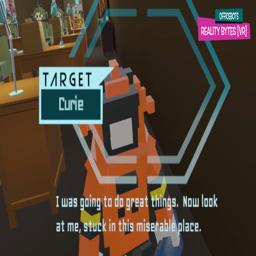 OFFROBOTS
REALITY BYTES [VR]
TARGET
Curie
I was going to do great things. Now look
at me, stuck in this miserable place.